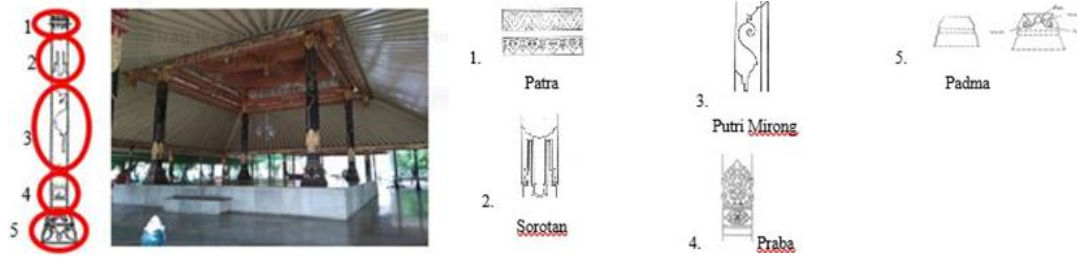 1
2
3
4
5
1.
Patra
2.
Sorotan
3.
Putri Mirong
4. Praba
5.
Padma